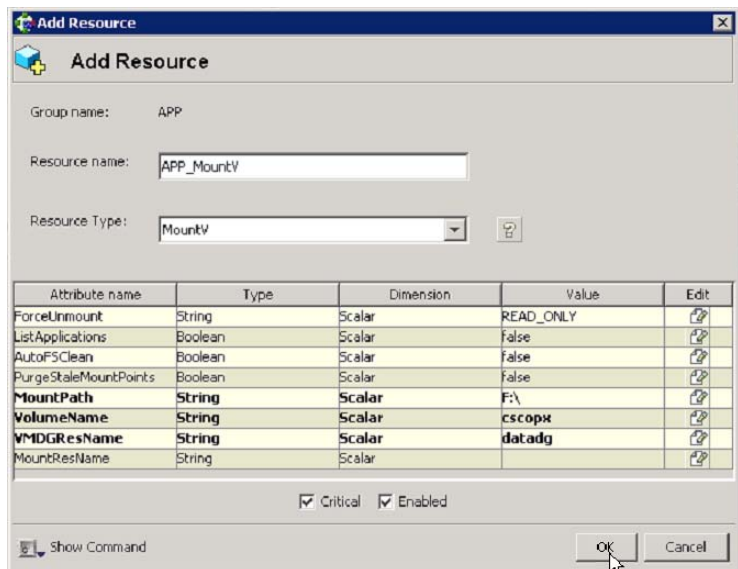 Add Resource
Add Resource
Group name: APP
Resource name: APP_MountV
Resource Type: MountV
Attribute name Type Dimension Value Edit
ForceUnmount String Scalar READ_ONLY
ListApplications Boolean Scalar false
AutoFSClean Boolean Scalar false
PurgeStaleMountPoints Boolean Scalar false
MountPath String Scalar F:\
VolumeName String Scalar cscopx
VMDGResName String Scalar datadg
MountResName String Scalar
Critical Enabled
Show Command OK Cancel